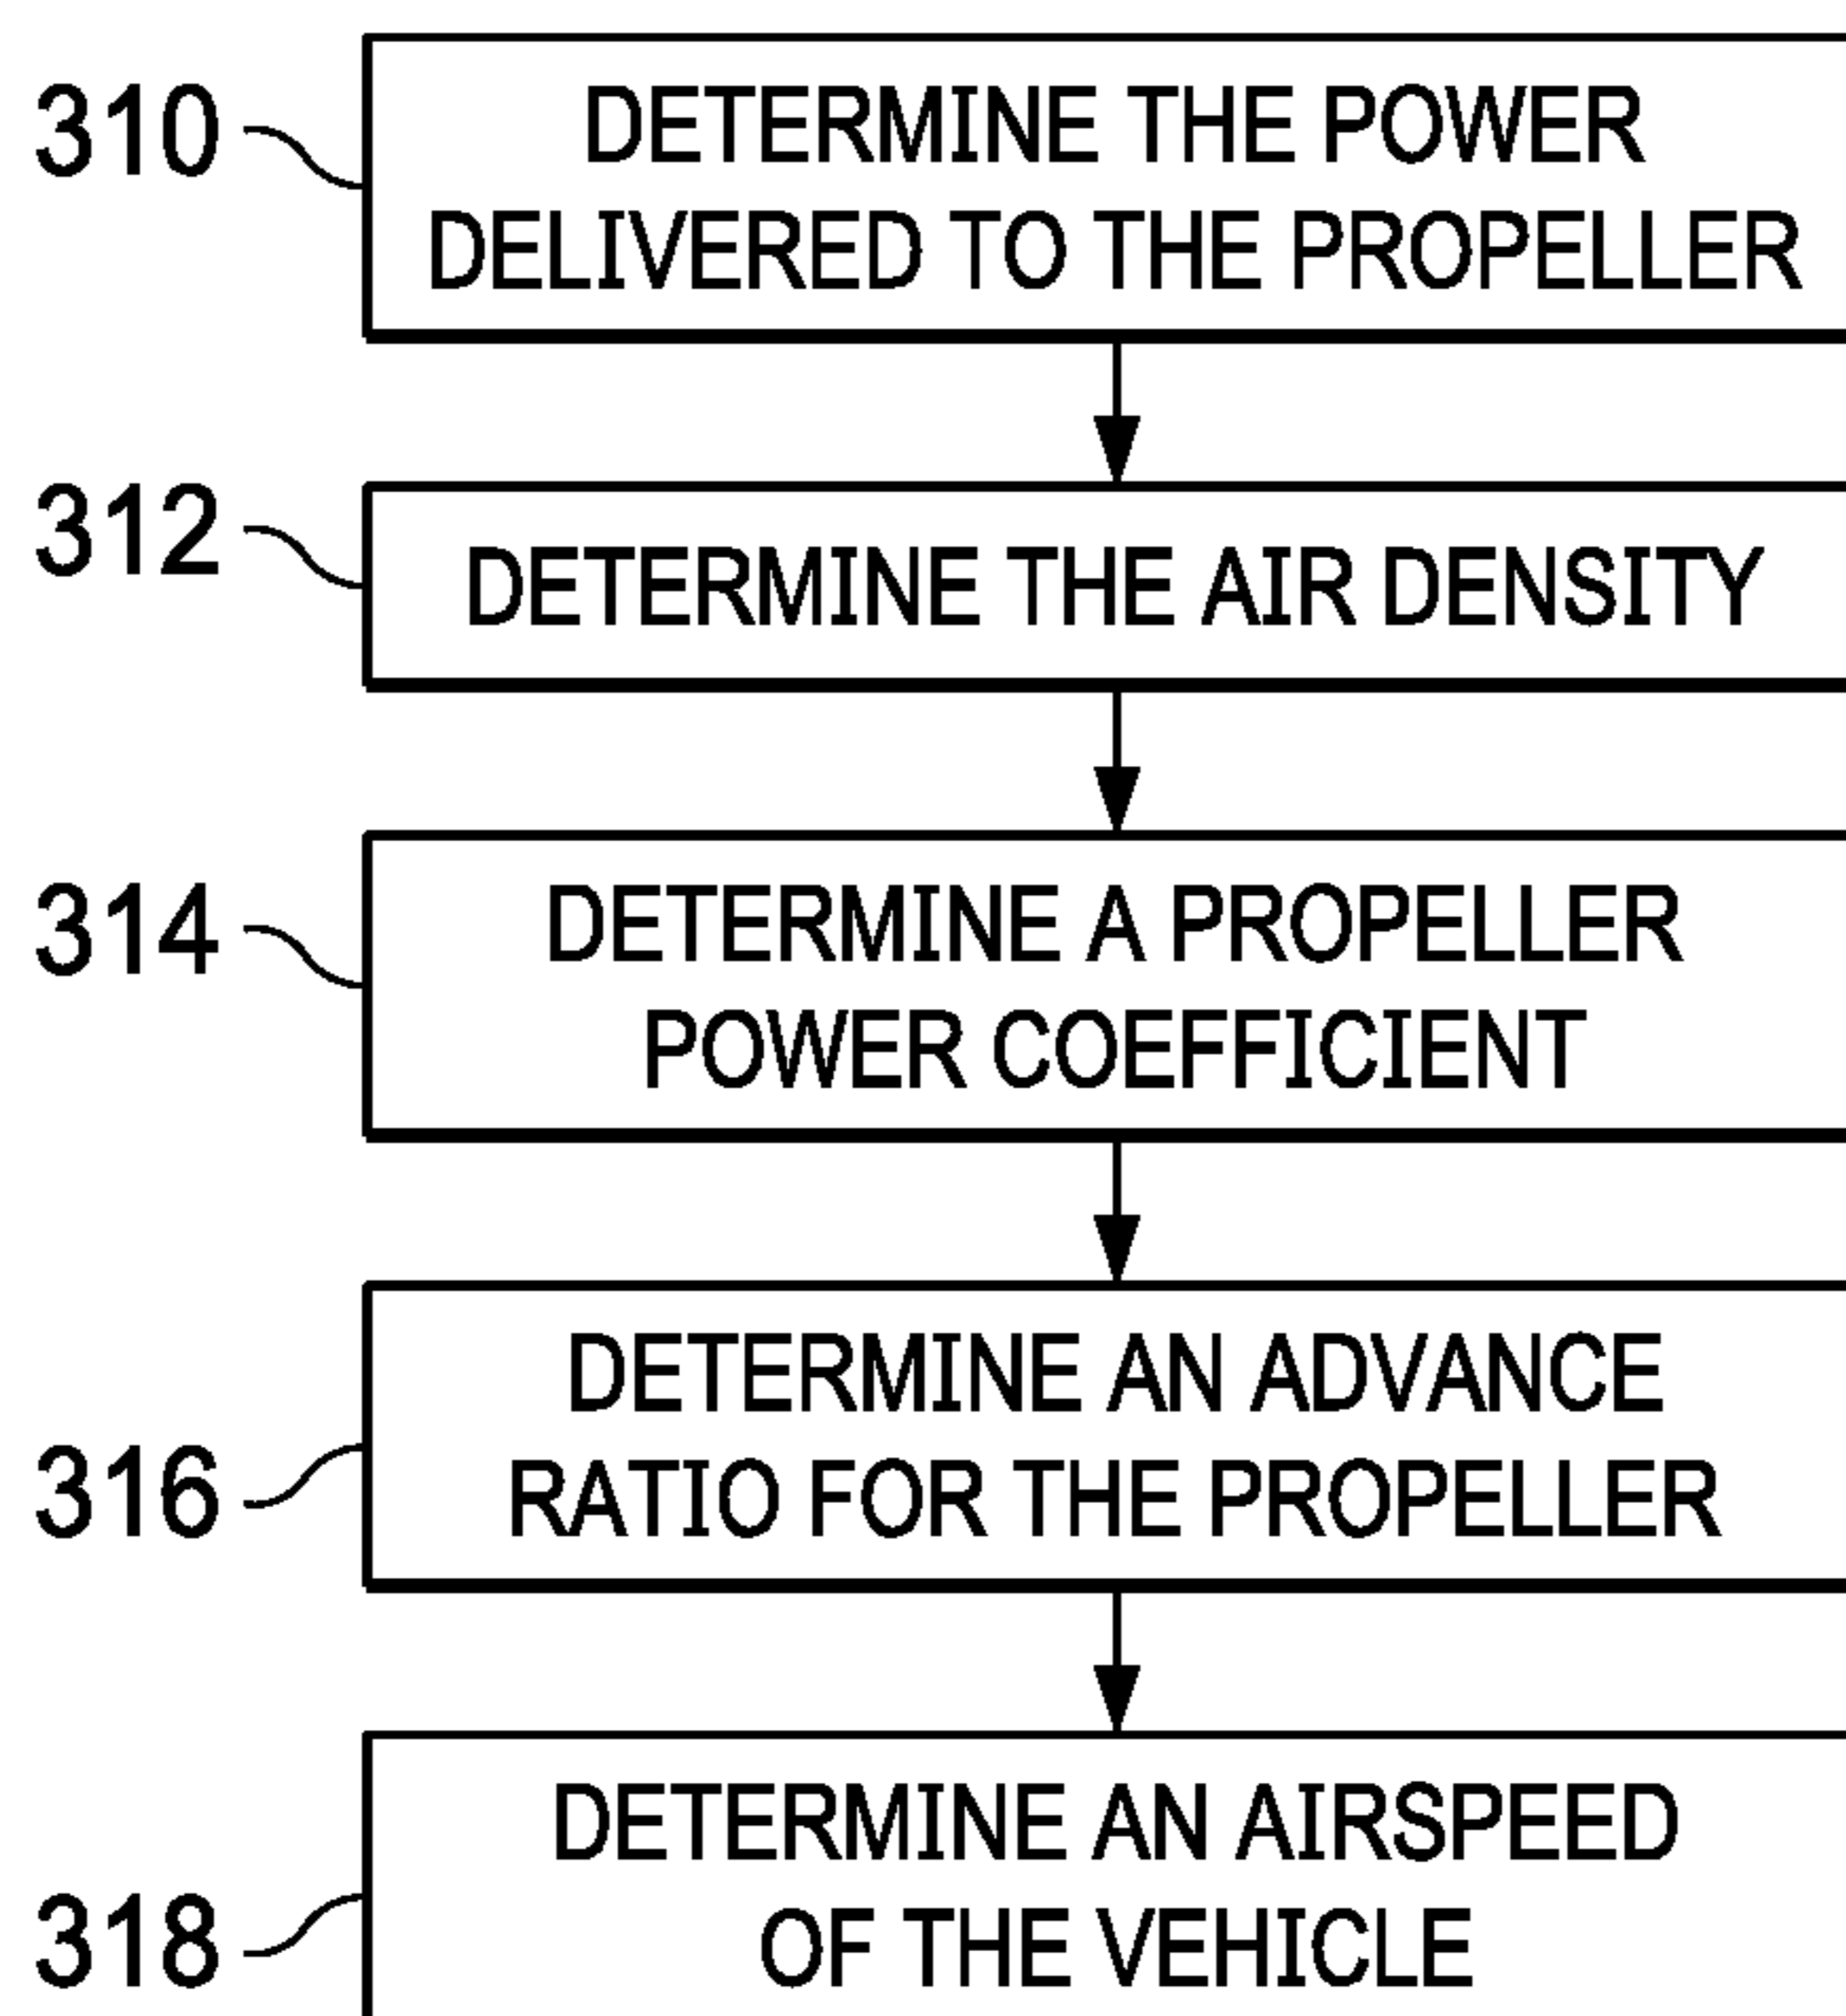 310
DETERMINE THE POWER
DELIVERED TO THE PROPELLER
312
DETERMINE THE AIR DENSITY
314
DETERMINE A PROPELLER
POWER COEFFICIENT
DETERMINE AN ADVANCE
316
RATIO FOR THE PROPELLER
DETERMINE AN AIRSPEED
318
OF THE VEHICLE